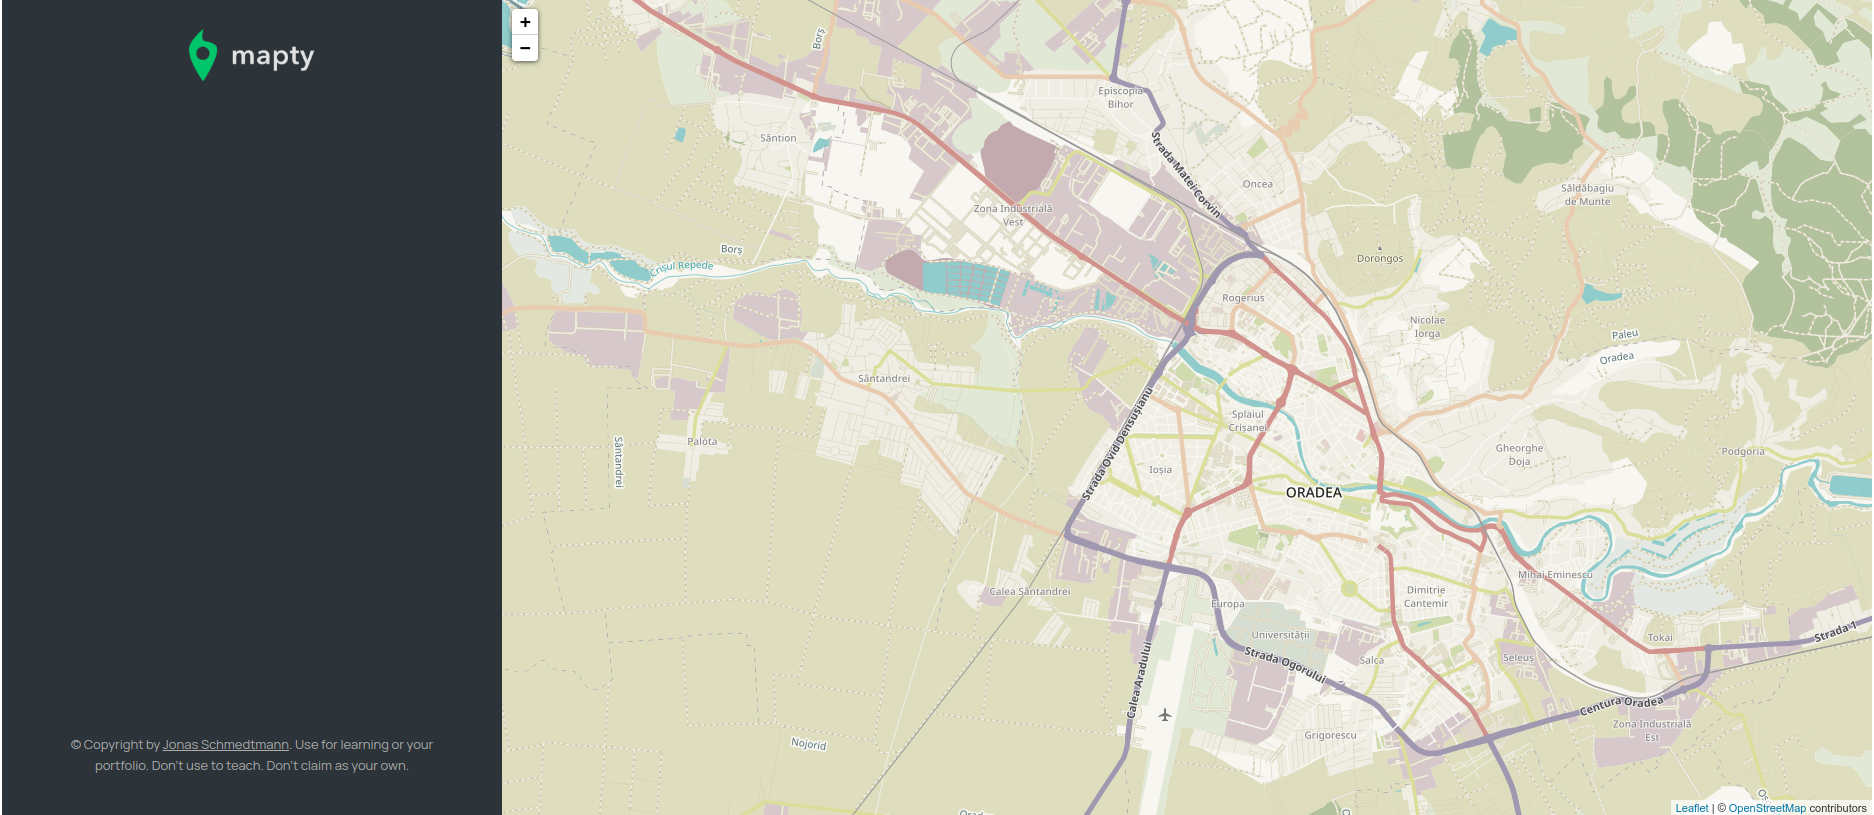 mapty
© Copyright by Jonas Schmedtmann. Use for learning or your
portfolio. Don't use to teach. Don't claim as your own.
+
−
Borș
Episcopia
Bihor
Sântion
Strada Matei Corvin
Oncea
Săldăbagiu
de Munte
Zona Industrială
Vest
Borș
Crișul Repede
Dorongos
Rogerius
Nicolae
Iorga
Paleu
Oradea
Sântandrei
Strada Ovid Densușianu
Splaiul
Crișanei
Palota
Sântandrei
Gheorghe
Doja
Podgoria
Ioșia
ORADEA
Mihai Eminescu
Calea Sântandrei
Dimitrie
Cantemir
Europa
Universității
Tokai
Strada 1
Strada Ogorului
Salca
Seleuș
Calea Aradului
Centura Oradea
Zona Industrială
Est
Grigorescu
Nojorid
Leaflet | © OpenStreetMap contributors